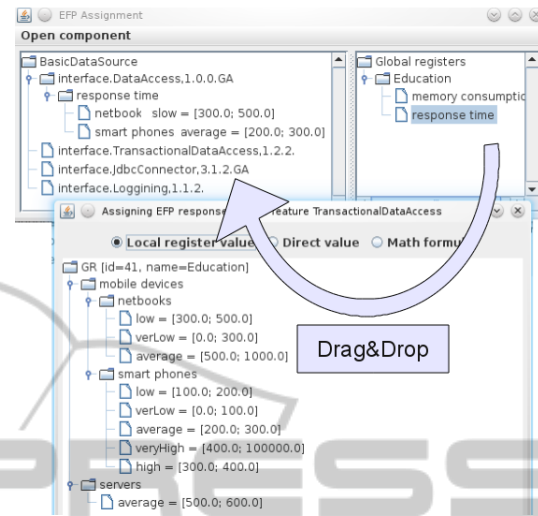 EFP Assignment
Open component
BasicDataSource
interface.DataAccess,1.0.0.GA
response time
netbook slow = [300.0; 500.0]
smart phones average = [200.0; 300.0]
interface.TransactionalDataAccess,1.2.2.
interface.JdbcConnector,3.1.2.GA
interface.Loggining,1.1.2.
Global registers
Education
memory
response time
Assigning EFP feature TransactionalDataAccess
Local register value Direct value Math
GR [id=41, name=Education]
mobile devices
netbooks
low = [300.0; 500.0]
verLow = [0.0; 300.0]
average = [500.0; 1000.0]
smart phones
low = [100.0; 200.0]
verLow = [0.0; 100.0]
average = [200.0; 300.0]
veryHigh = [400.0; 100000.0]
high = [300.0; 400.0]
servers
average = [500.0; 600.0]
Drag&Drop
PRESS